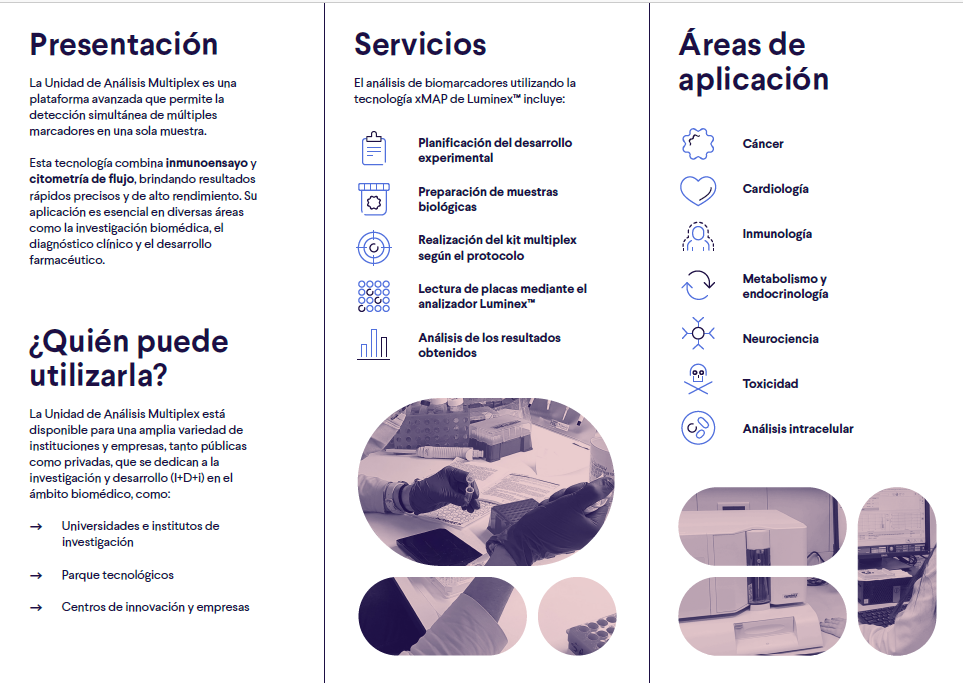 Presentación
La Unidad de Análisis Multiplex es una
plataforma avanzada que permite la
detección simultánea de múltiples
marcadores en una sola muestra.
Esta tecnología combina inmunoensayo y
citometría de flujo, brindando resultados
rápidos precisos y de alto rendimiento. Su
aplicación es esencial en diversas áreas
como la investigación biomédica, el
diagnóstico clínico y el desarrollo
farmacéutico.
¿Quién puede
utilizarla?
La Unidad de Análisis Multiplex está
disponible para una amplia variedad de
instituciones y empresas, tanto públicas
como privadas, que se dedican a la
investigación y desarrollo (I+D+i) en el
ámbito biomédico, como:
→ Universidades e institutos de
investigación
→ Parque tecnológicos
→ Centros de innovación y empresas
Servicios
El análisis de biomarcadores utilizando la
tecnología xMAP de Luminex™ incluye:
Planificación del desarrollo
experimental
Preparación de muestras
biológicas
Realización del kit multiplex
según el protocolo
Lectura de placas mediante el
analizador Luminex™
Análisis de los resultados
obtenidos
Áreas de
aplicación
Cáncer
Cardiología
Inmunología
Metabolismo y
endocrinología
Neurociencia
Toxicidad
Análisis intracelular